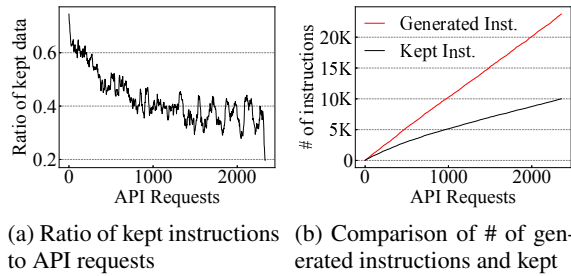 Ratio of kept data
0.6
0.4
0.2
0
1000
2000
API Requests
# of instructions
20K
15K
10K
5K
0
Generated Inst.
Kept Inst.
0
1000
2000
API Requests
(a) Ratio of kept instructions
to API requests
(b) Comparison of # of gen-
erated instructions and kept